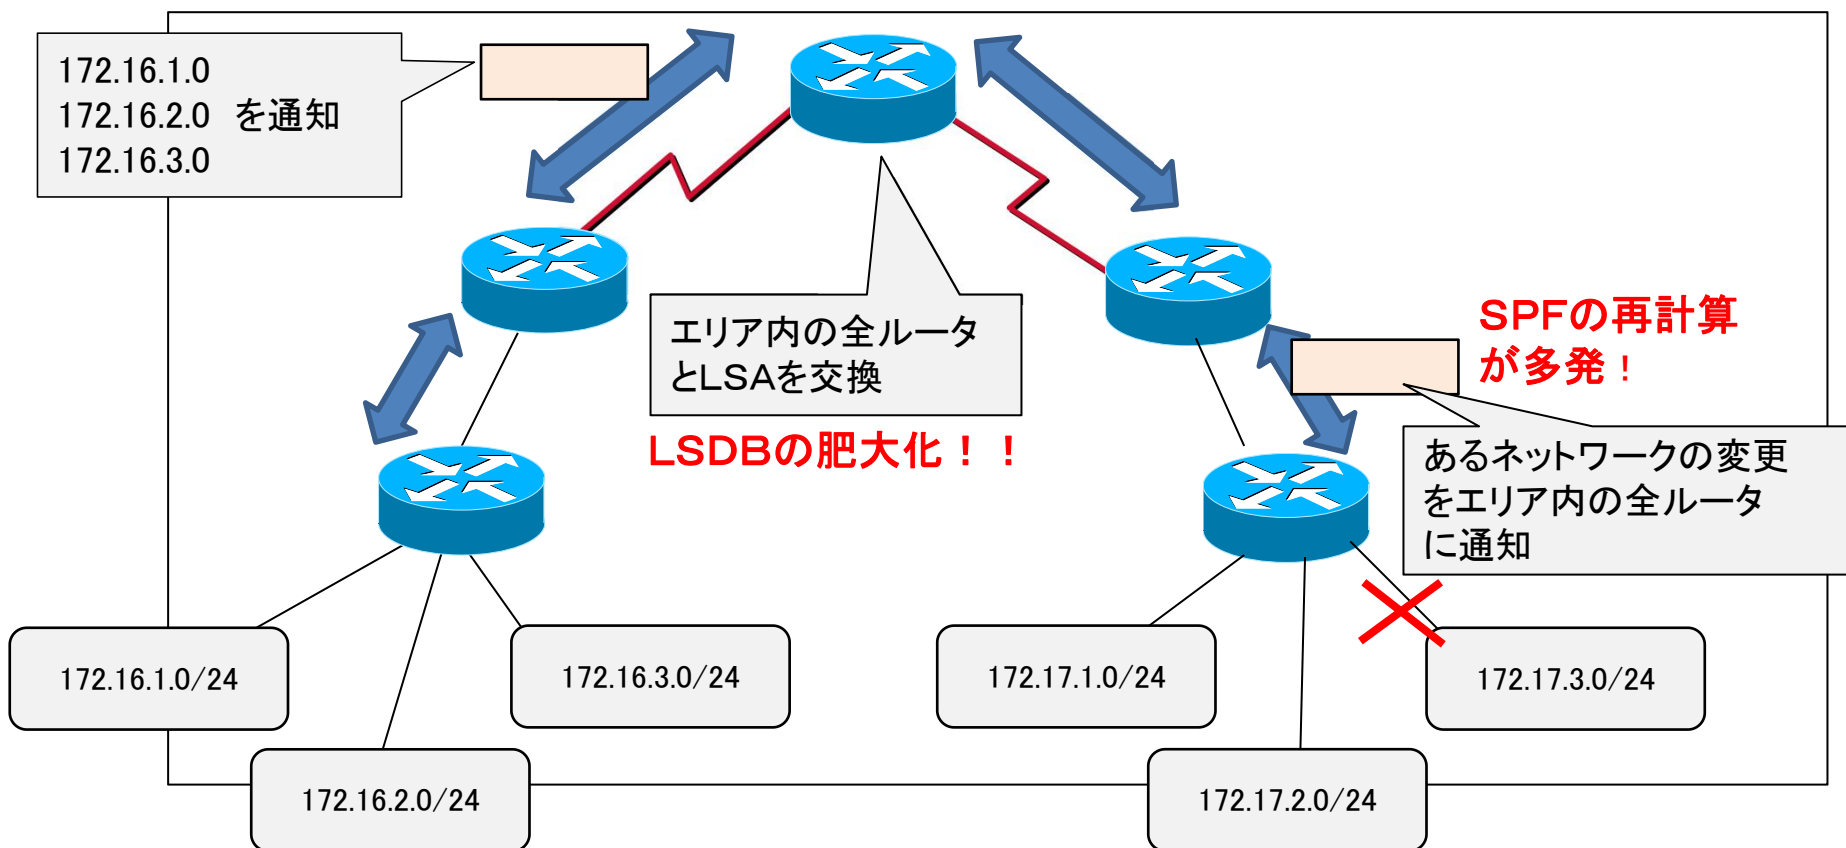 172.16.1.0
172.16.2.0 を通知
172.16.3.0
エリア内の全ルータ
とLSAを交換
LSDBの肥大化！！
SPFの再計算
が多発！
あるネットワークの変更
をエリア内の全ルータ
に通知
172.16.1.0/24
172.16.3.0/24
172.17.1.0/24
172.17.3.0/24
172.16.2.0/24
172.17.2.0/24